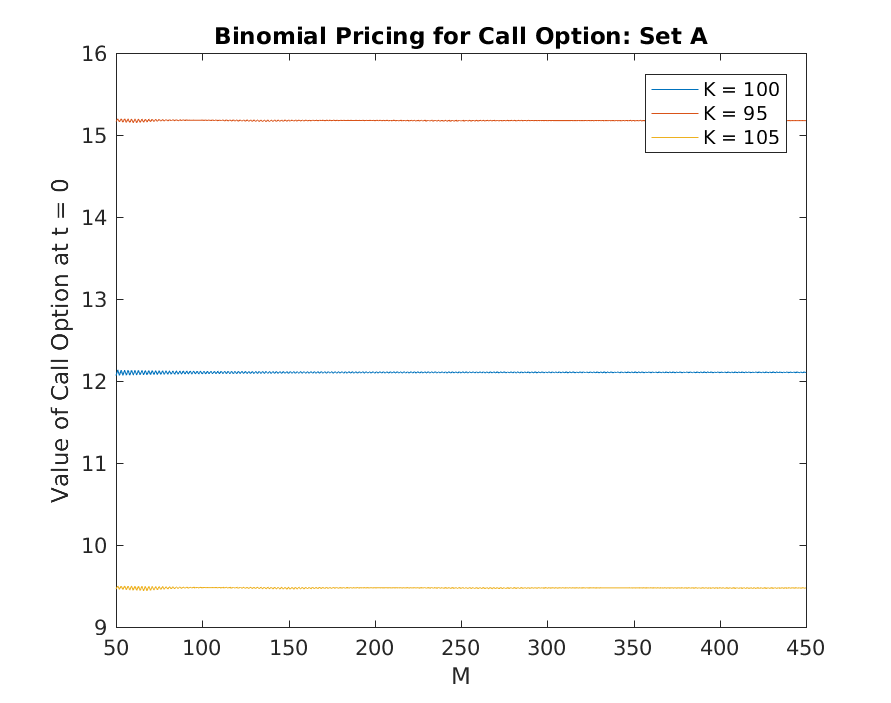 Binomial Pricing for Call Option: Set A
16
15
14
13
12
11
10
9
Value of Call Option at t = 0
K = 100
K = 95
K = 105
50 100 150 200 250 300 350 400 450
M